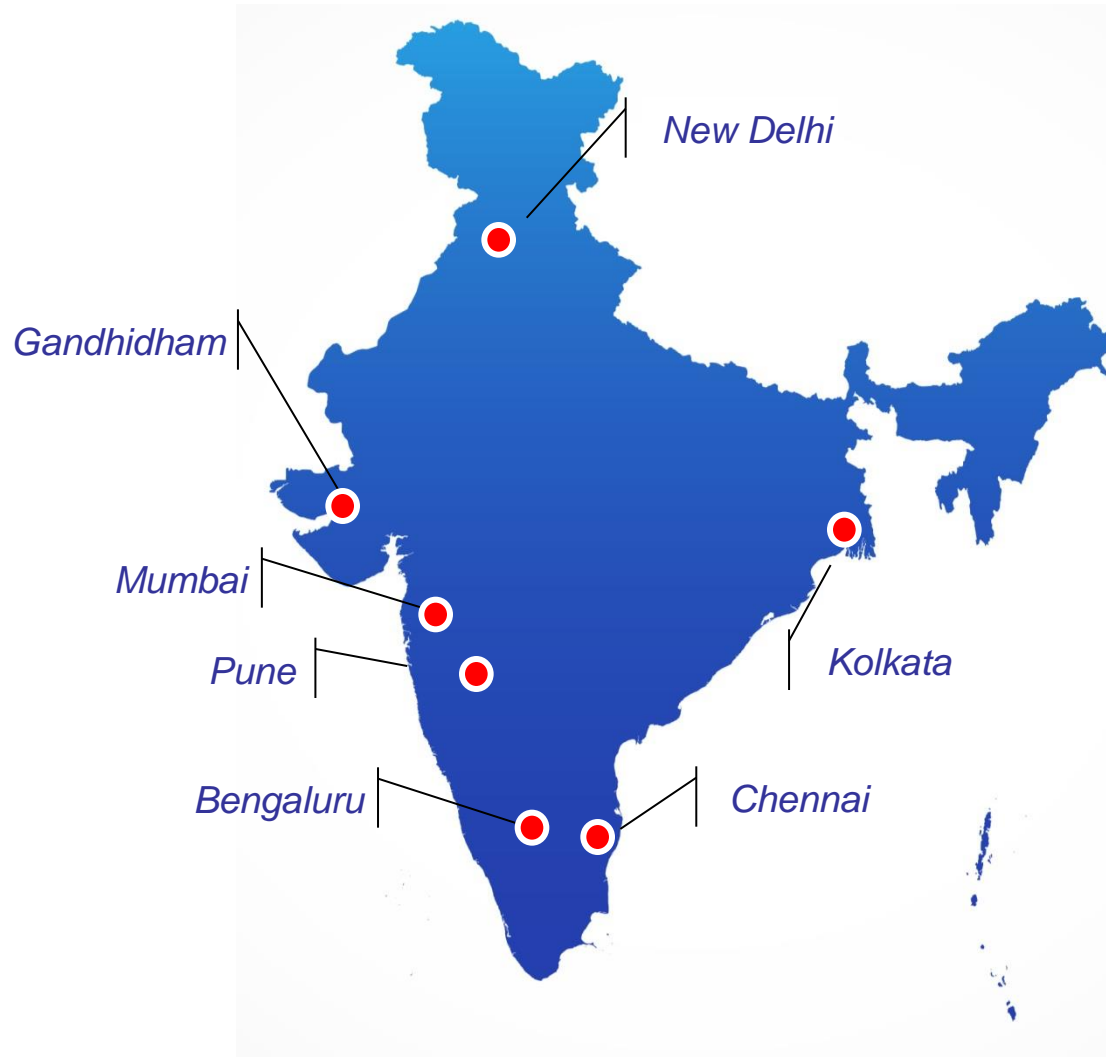 New Delhi
Gandhidham
Mumbai
Pune
Kolkata
Bengaluru
Chennai